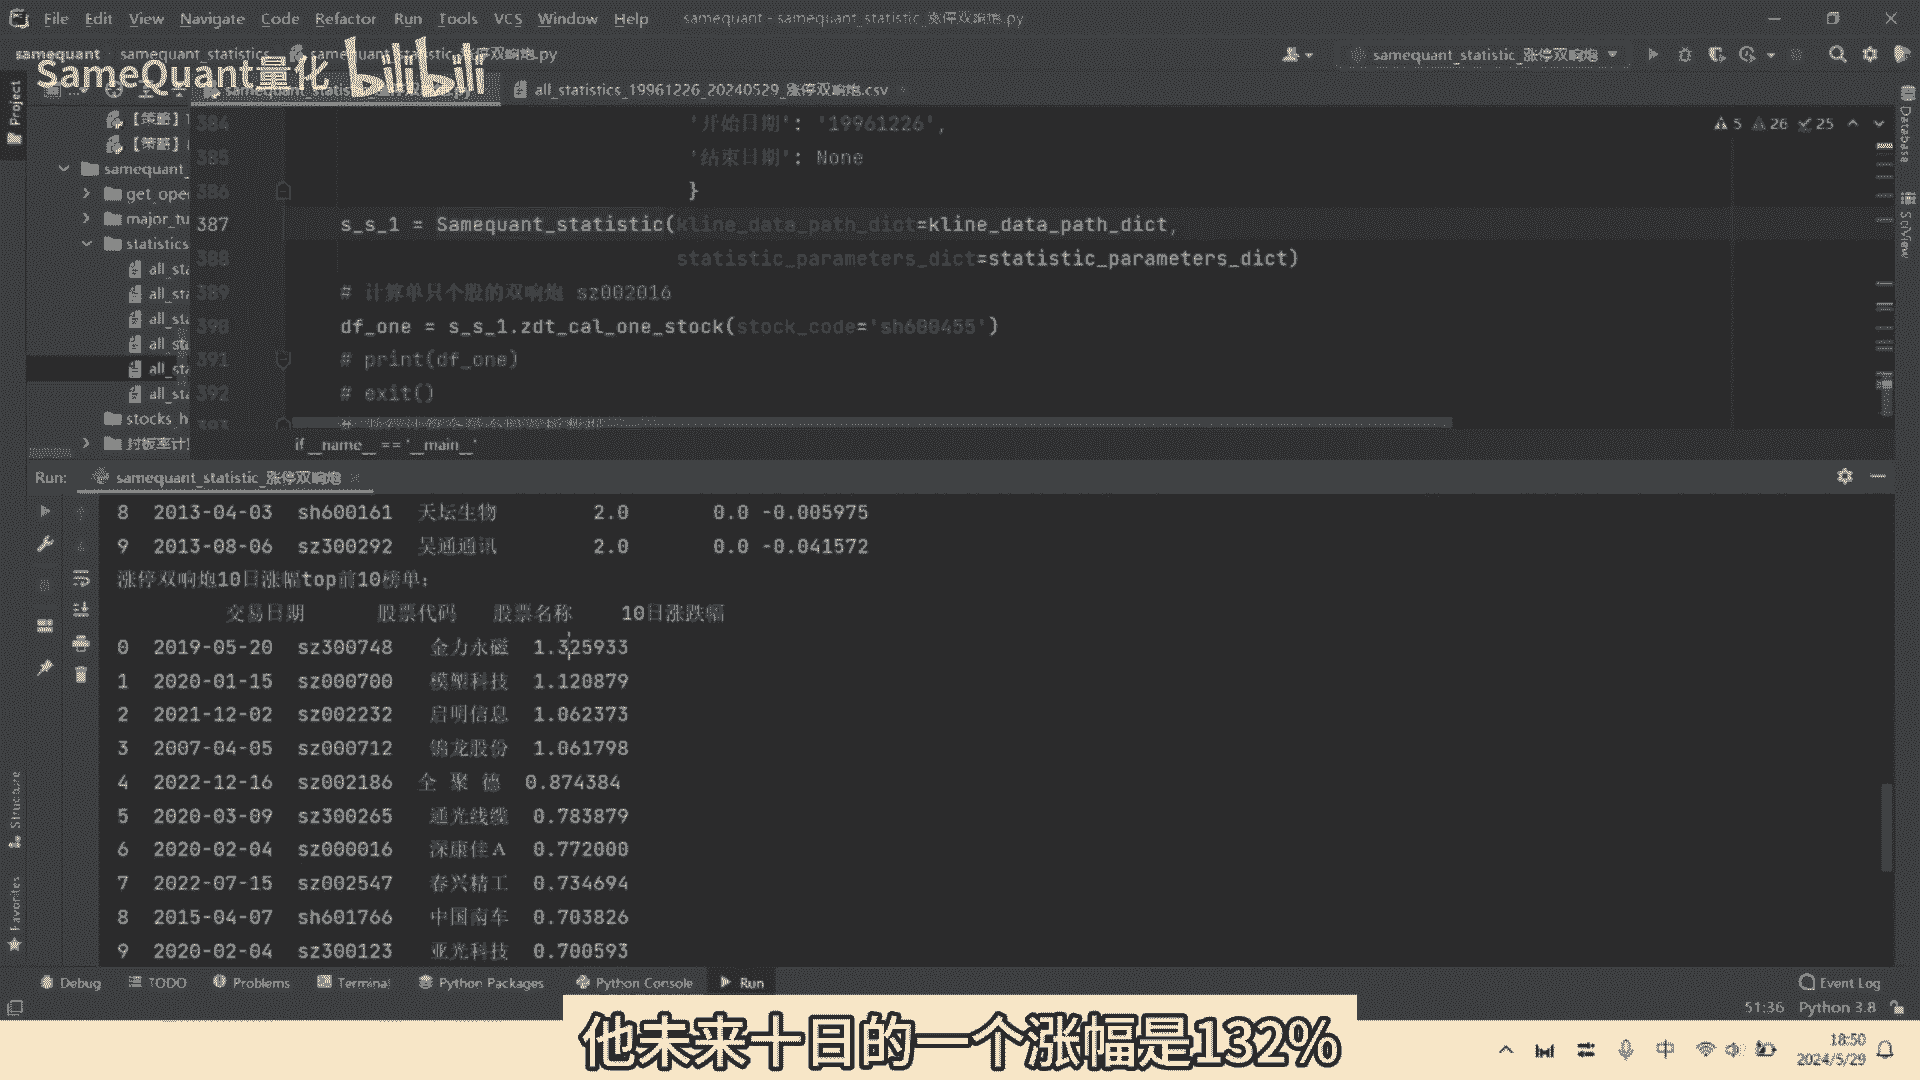 File Edit View Navigate Code Refactor Run Tools VCS Window Help samequant - samequant_statistic_涨停双响炮.py
samequant samequant_statistics samequant_statistic_涨停双响炮.py samequant_statistic_涨停双响炮
SameQuant量化 bilibili
all_statistics_19961226_20240529_涨停双响炮.csv
Project
【策略】
【策略】
samequant_
get_ope
major_tu
statistics
all_sta
all_sta
all_sta
all_sta
all_sta
all_sta
stocks_h
封板率计
384 '开始日期': '19961226',
385 '结束日期': None
386 }
387 s_s_1 = Samequant_statistic(kline_data_path_dict=kline_data_path_dict,
388 statistic_parameters_dict=statistic_parameters_dict)
389 # 计算单只个股的双响炮 sz002016
390 df_one = s_s_1.zdt_cal_one_stock(stock_code='sh600455')
391 # print(df_one)
392 # exit()
if __name__ == '__main__'
5 26 25
Database
SciView
Run: samequant_statistic_涨停双响炮
8 2013-04-03 sh600161 天坛生物 2.0 0.0 -0.005975
9 2013-08-06 sz300292 吴通通讯 2.0 0.0 -0.041572
涨停双响炮10日涨幅top前10榜单:
交易日期 股票代码 股票名称 10日涨跌幅
0 2019-05-20 sz300748 金力永磁 1.325933
1 2020-01-15 sz000700 模塑科技 1.120879
2 2021-12-02 sz002232 启明信息 1.062373
3 2007-04-05 sz000712 锦龙股份 1.061798
4 2022-12-16 sz002186 全 聚 德 0.874384
5 2020-03-09 sz300265 通光线缆 0.783879
6 2020-02-04 sz000016 深康佳A 0.772000
7 2022-07-15 sz002547 春兴精工 0.734694
8 2015-04-07 sh601766 中国南车 0.703826
9 2020-02-04 sz300123 亚光科技 0.700593
Structure
Favorites
Debug TODO Problems Terminal Python Packages Python Console Run Event Log
51:36 Python 3.8
他未来十日的一个涨幅是132%
中 18:50
2024/5/29